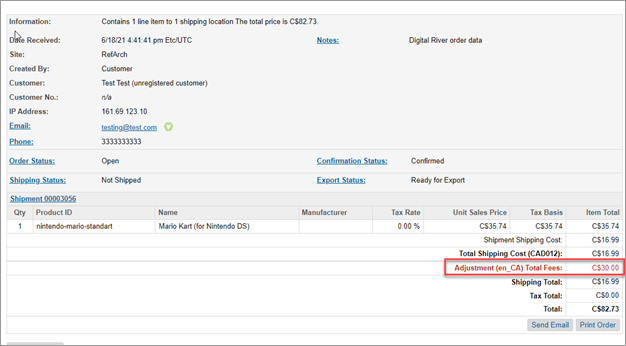 Information: Contains 1 line item to 1 shipping location The total price is C$82.73.
Date Received: 6/18/21 4:41:41 pm Etc/UTC Notes: Digital River order data
Site: RefArch
Created By: Customer
Customer: Test Test (unregistered customer)
Customer No.: n/a
IP Address: 161.69.123.10
Email: testing@test.com
Phone: 3333333333
Order Status: Open Confirmation Status: Confirmed
Shipping Status: Not Shipped Export Status: Ready for Export
Shipment 00003056
Qty Product ID Name Manufacturer Tax Rate Unit Sales Price Tax Basis Item Total
1 nintendo-mario-standart Mario Kart (for Nintendo DS) 0.00 % C$35.74 C$35.74 C$35.74
Shipment Shipping Cost: C$16.99
Total Shipping Cost (CAD012): C$16.99
Adjustment (en_CA) Total Fees: C$30.00
Shipping Total: C$16.99
Tax Total: C$0.00
Total: C$82.73
Send Email Print Order